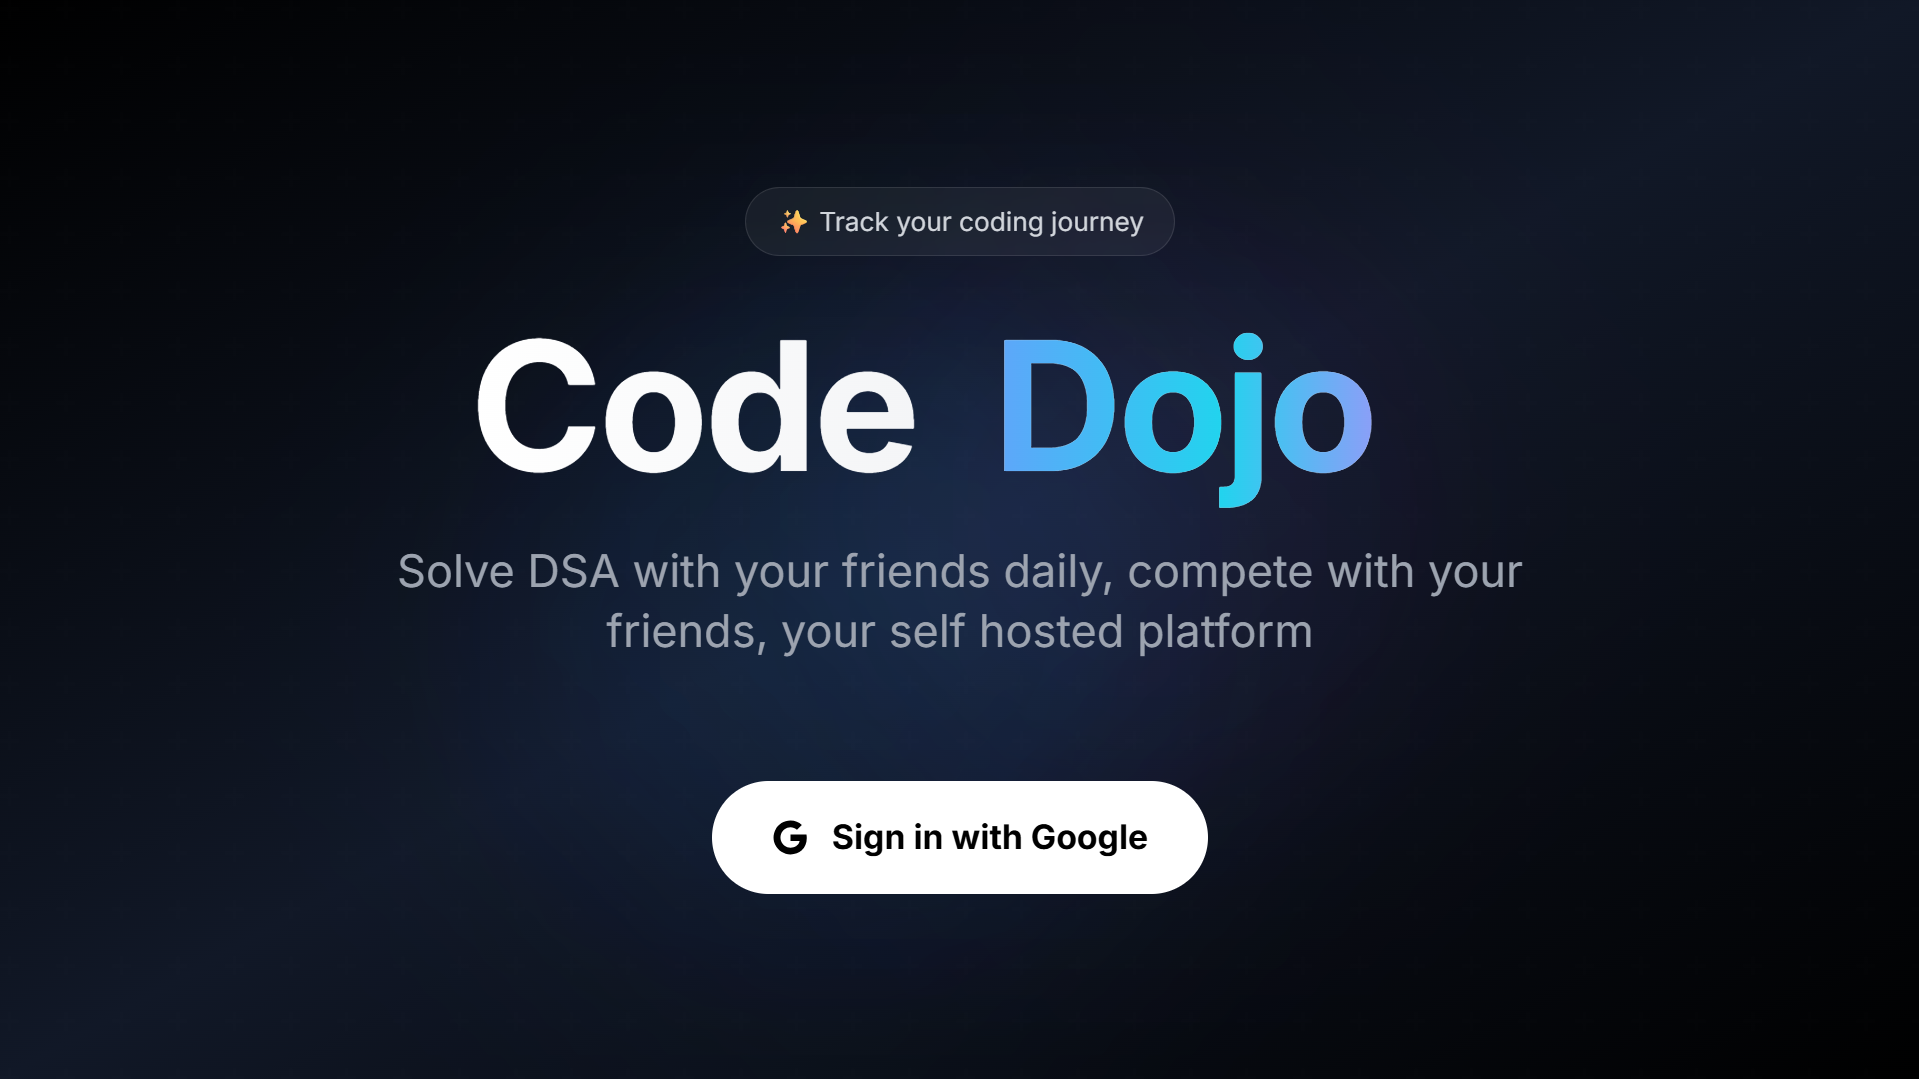 ✨ Track your coding journey
Code Dojo
Solve DSA with your friends daily, compete with your
friends, your self hosted platform
Sign in with Google